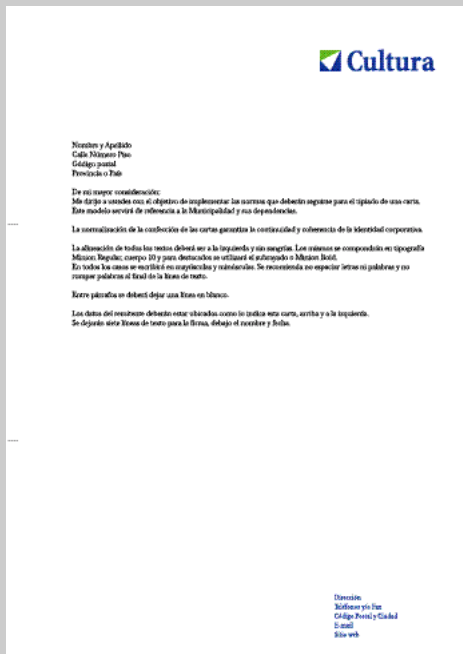 Cultura
Nombre y Apellido
Calle Número Piso
Código postal
Provincia o País
De mi mayor consideración:
Me dirijo a ustedes con el objetivo de implementar las normas que deberán seguirse para el tipiado de una carta.
Este modelo servirá de referencia a la Municipalidad y sus dependencias.
La normalización de la confección de las cartas garantiza la continuidad y coherencia de la identidad corporativa.
La alineación de todos los textos deberá ser a la izquierda y sin sangrías. Los mismos se compondrán en tipografía
Minion Regular, cuerpo 10 y para destacados se utilizará el subrayado o Minion Bold.
En todos los casos se escribirá en mayúsculas y minúsculas. Se recomienda no espaciar letras ni palabras y no
romper palabras al final de la línea de texto.
Entre párrafos se deberá dejar una línea en blanco.
Los datos del remitente deberán estar ubicados como lo indica esta carta, arriba y a la izquierda.
Se dejarán siete líneas de texto para la firma, debajo el nombre y fecha.
Dirección
Teléfonos y/o Fax
Código Postal y Ciudad
E-mail
Sitio web